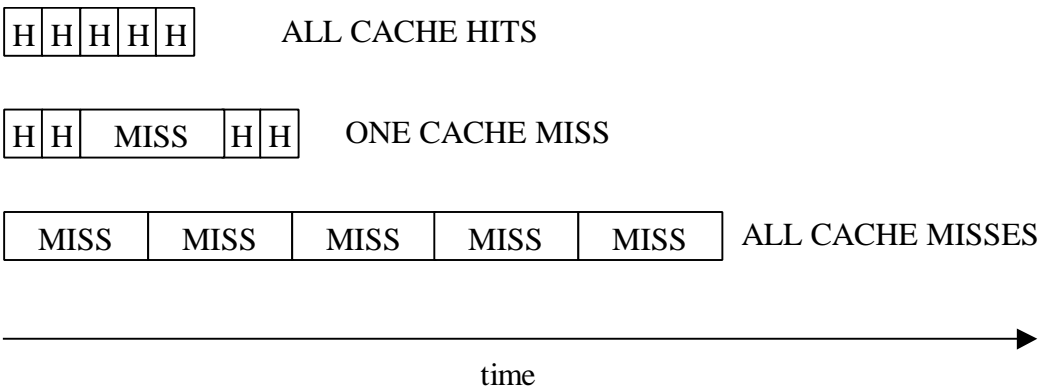 H H H H H ALL CACHE HITS
H H MISS H H ONE CACHE MISS
MISS MISS MISS MISS MISS ALL CACHE MISSES
time